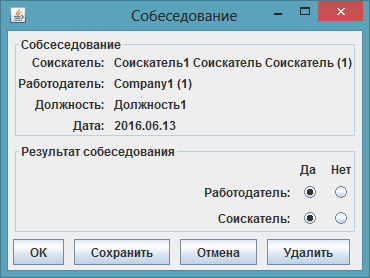 Собеседование
Собсеседование
Соискатель: Соискатель1 Соискатель Соискатель (1)
Работодатель: Company1 (1)
Должность: Должность1
Дата: 2016.06.13
Результат собеседования
Да Нет
Работодатель:
Соискатель:
OK Сохранить Отмена Удалить